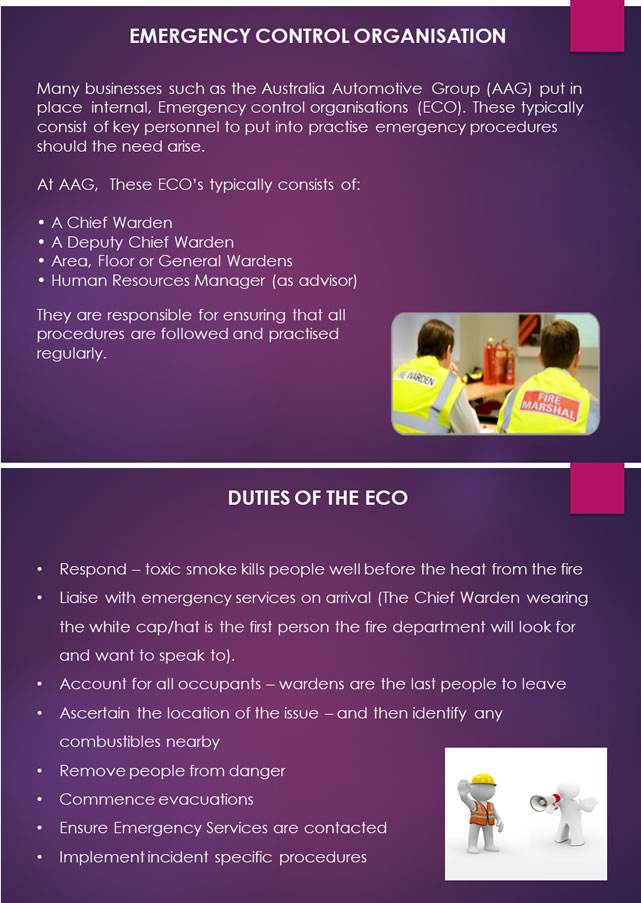 EMERGENCY CONTROL ORGANISATION
Many businesses such as the Australia Automotive Group (AAG) put in
place internal, Emergency control organisations (ECO). These typically
consist of key personnel to put into practise emergency procedures
should the need arise.
At AAG, These ECO's typically consists of:
• A Chief Warden
• A Deputy Chief Warden
• Area, Floor or General Wardens
• Human Resources Manager (as advisor)
They are responsible for ensuring that all
procedures are followed and practised
regularly.
FIRE WARDEN
FIRE
MARSHAL
DUTIES OF THE ECO
• Respond – toxic smoke kills people well before the heat from the fire
• Liaise with emergency services on arrival (The Chief Warden wearing
the white cap/hat is the first person the fire department will look for
and want to speak to).
• Account for all occupants – wardens are the last people to leave
• Ascertain the location of the issue – and then identify any
combustibles nearby
• Remove people from danger
• Commence evacuations
• Ensure Emergency Services are contacted
• Implement incident specific procedures